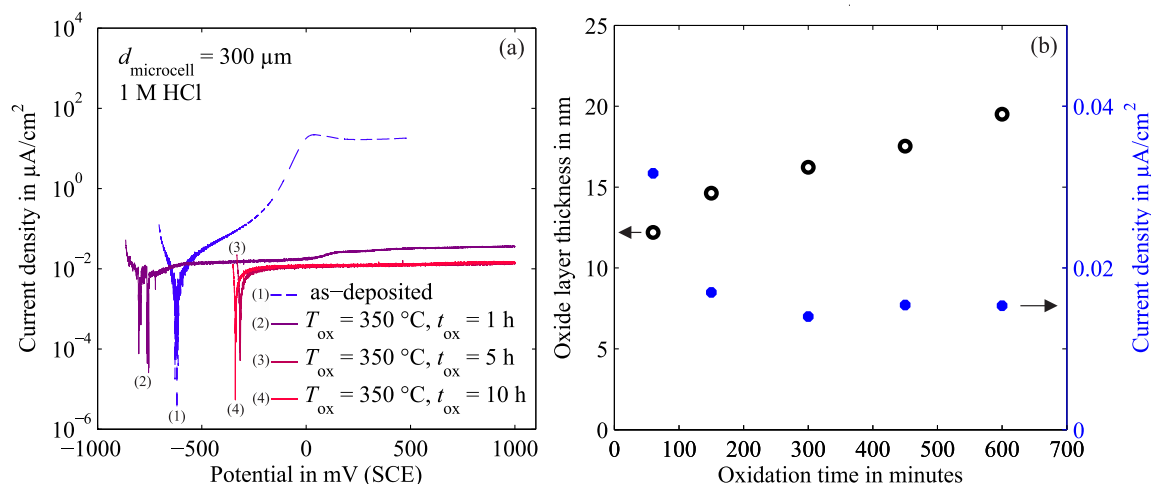 (a)
d_microcell = 300 µm
1 M HCl
10^4
10^2
10^0
10^−2
10^−4
10^−6
Current density in µA/cm^2
(3)
(2)
(1)
(4)
(1) as−deposited
(2) T_ox = 350 °C, t_ox = 1 h
(3) T_ox = 350 °C, t_ox = 5 h
(4) T_ox = 350 °C, t_ox = 10 h
−1000 −500 0 500 1000
Potential in mV (SCE)
(b)
25
20
15
10
5
0
Oxide layer thickness in nm
0.04
0.02
0
Current density in µA/cm^2
0 100 200 300 400 500 600 700
Oxidation time in minutes